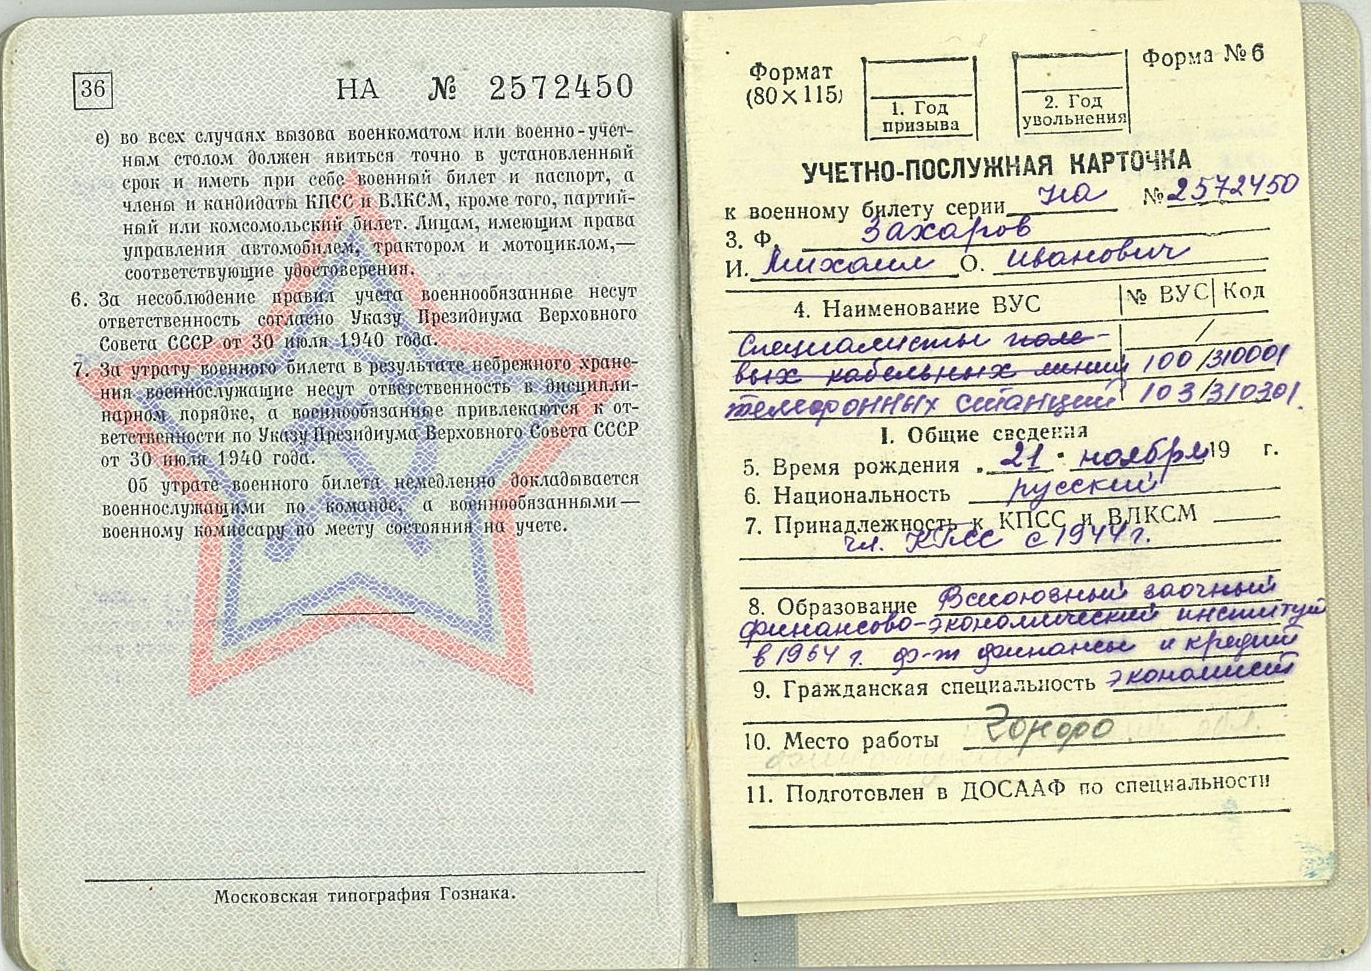 36
НА № 2572450
е) во всех случаях вызова военкоматом или военно-учет-
ным столом должен явиться точно в установленный
срок и иметь при себе военный билет и паспорт, а
члены и кандидаты КПСС и ВЛКСМ, кроме того, партий-
ный или комсомольский билет. Лицам, имеющим права
управления автомобилем, трактором и мотоциклом,—
соответствующие удостоверения.
6. За несоблюдение правил учета военнообязанные несут
ответственность согласно Указу Президиума Верховного
Совета СССР от 30 июля 1940 года.
7. За утрату военного билета в результате небрежного хране-
ния военнослужащие несут ответственность в дисципли-
нарном порядке, а военнообязанные привлекаются к от-
ветственности по Указу Президиума Верховного Совета СССР
от 30 июля 1940 года.
Об утрате военного билета немедленно докладывается
военнослужащими по команде, а военнообязанными —
военному комиссару по месту состояния на учете.
Московская типография Гознака.
Формат
(80×115)
1. Год
призыва
2. Год
увольнения
Форма № 6
УЧЕТНО-ПОСЛУЖНАЯ КАРТОЧКА
к военному билету серии на № 2572450
3. Ф. Захаров
И. Михаил О. Иванович
4. Наименование ВУС № ВУС Код
Специалисты поле- /
вых кабельных линий 100/310001
телефонных станций 103/310301.
I. Общие сведения
5. Время рождения 21 ноября 19 г.
6. Национальность русский
7. Принадлежность к КПСС и ВЛКСМ
чл. КПСС с 1944 г.
8. Образование Всесоюзный заочный
финансово-экономический институт
в 1964 г. ф-т финансы и кредит
9. Гражданская специальность экономист
10. Место работы
11. Подготовлен в ДОСААФ по специальности